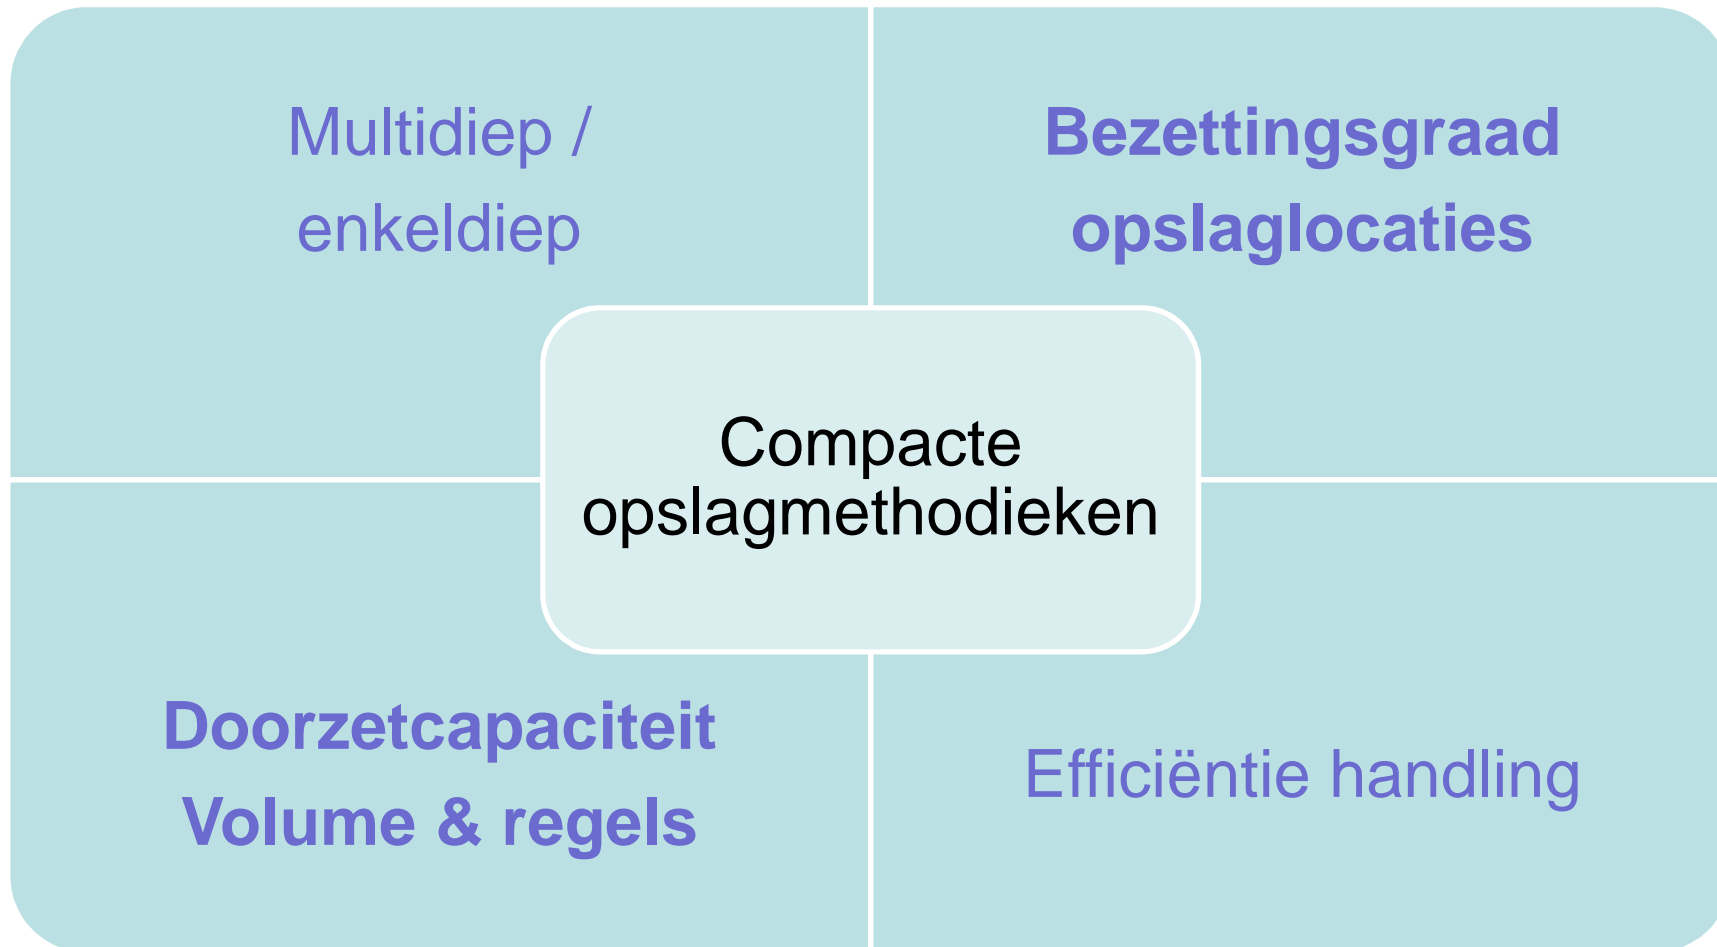 Multidiep /
enkeldiep
Bezettingsgraad
opslaglocaties
Compacte
opslagmethodieken
Doorzetcapaciteit
Volume & regels
Efficiëntie handling